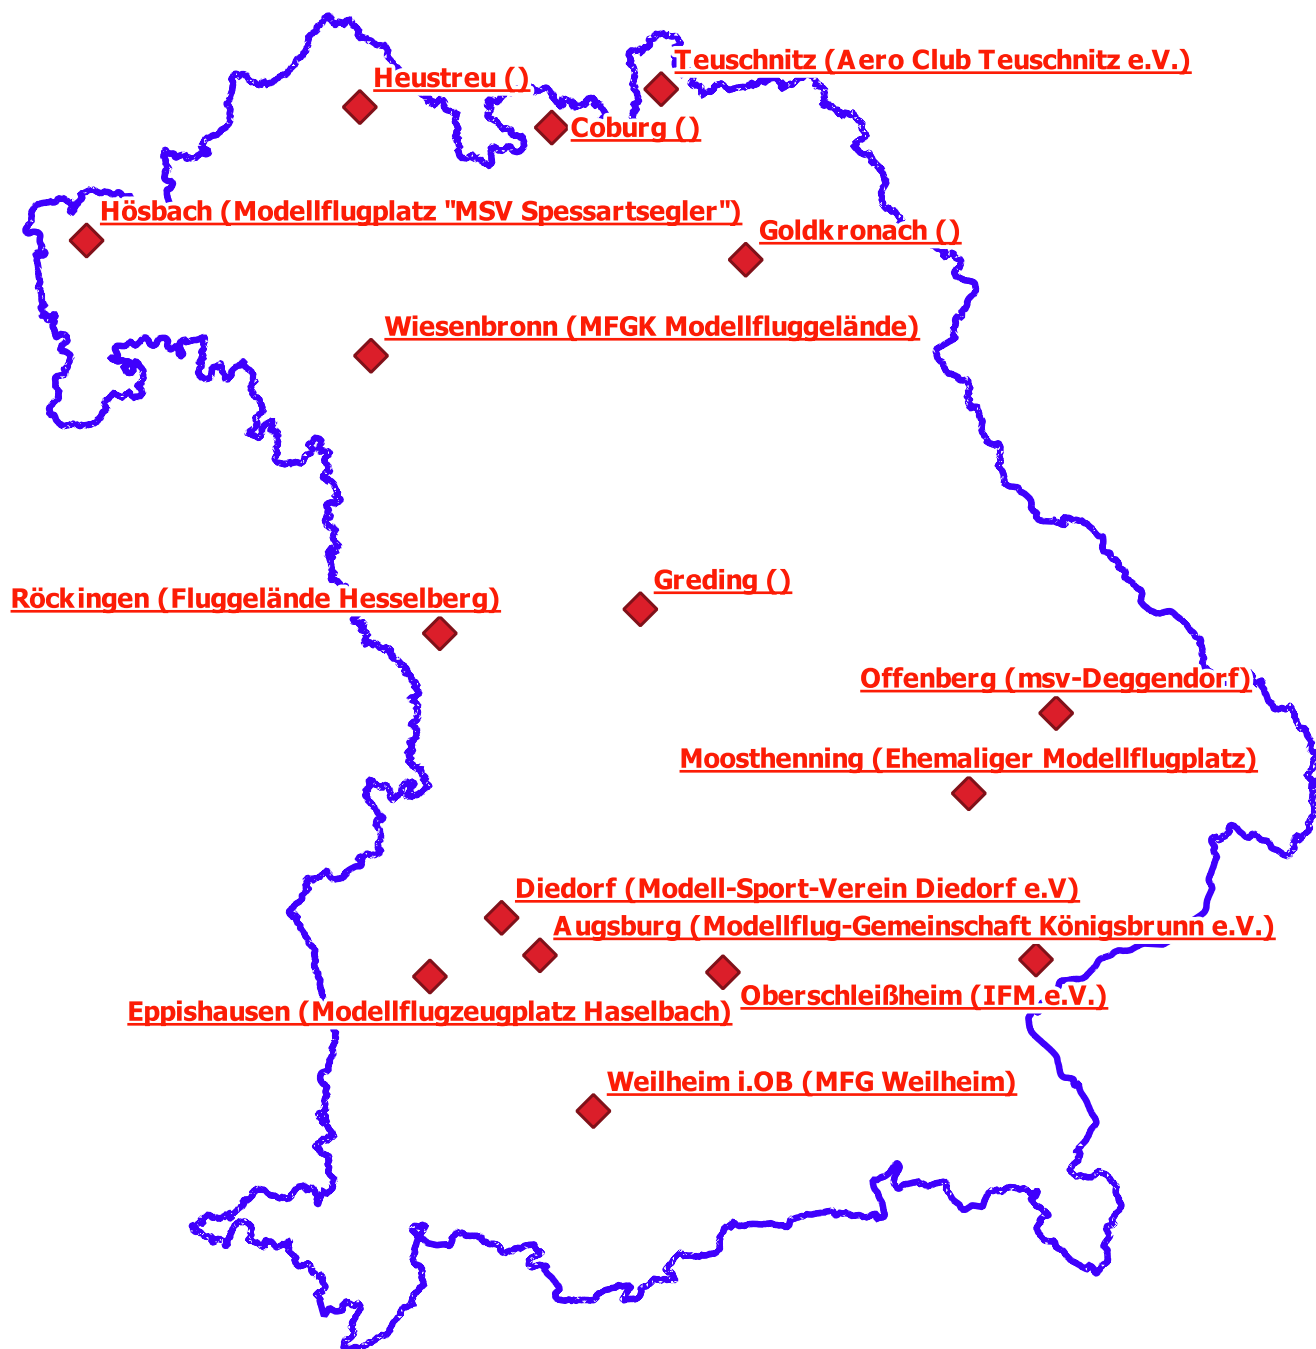 Teuschnitz (Aero Club Teuschnitz e.V.)
Heustreu ()
Coburg ()
Hösbach (Modellflugplatz "MSV Spessartsegler")
Goldkronach ()
Wiesenbronn (MFGK Modellfluggelände)
Greding ()
Röckingen (Fluggelände Hesselberg)
Offenberg (msv-Deggendorf)
Moosthenning (Ehemaliger Modellflugplatz)
Diedorf (Modell-Sport-Verein Diedorf e.V)
Augsburg (Modellflug-Gemeinschaft Königsbrunn e.V.)
Oberschleißheim (IFM e.V.)
Eppishausen (Modellflugzeugplatz Haselbach)
Weilheim i.OB (MFG Weilheim)